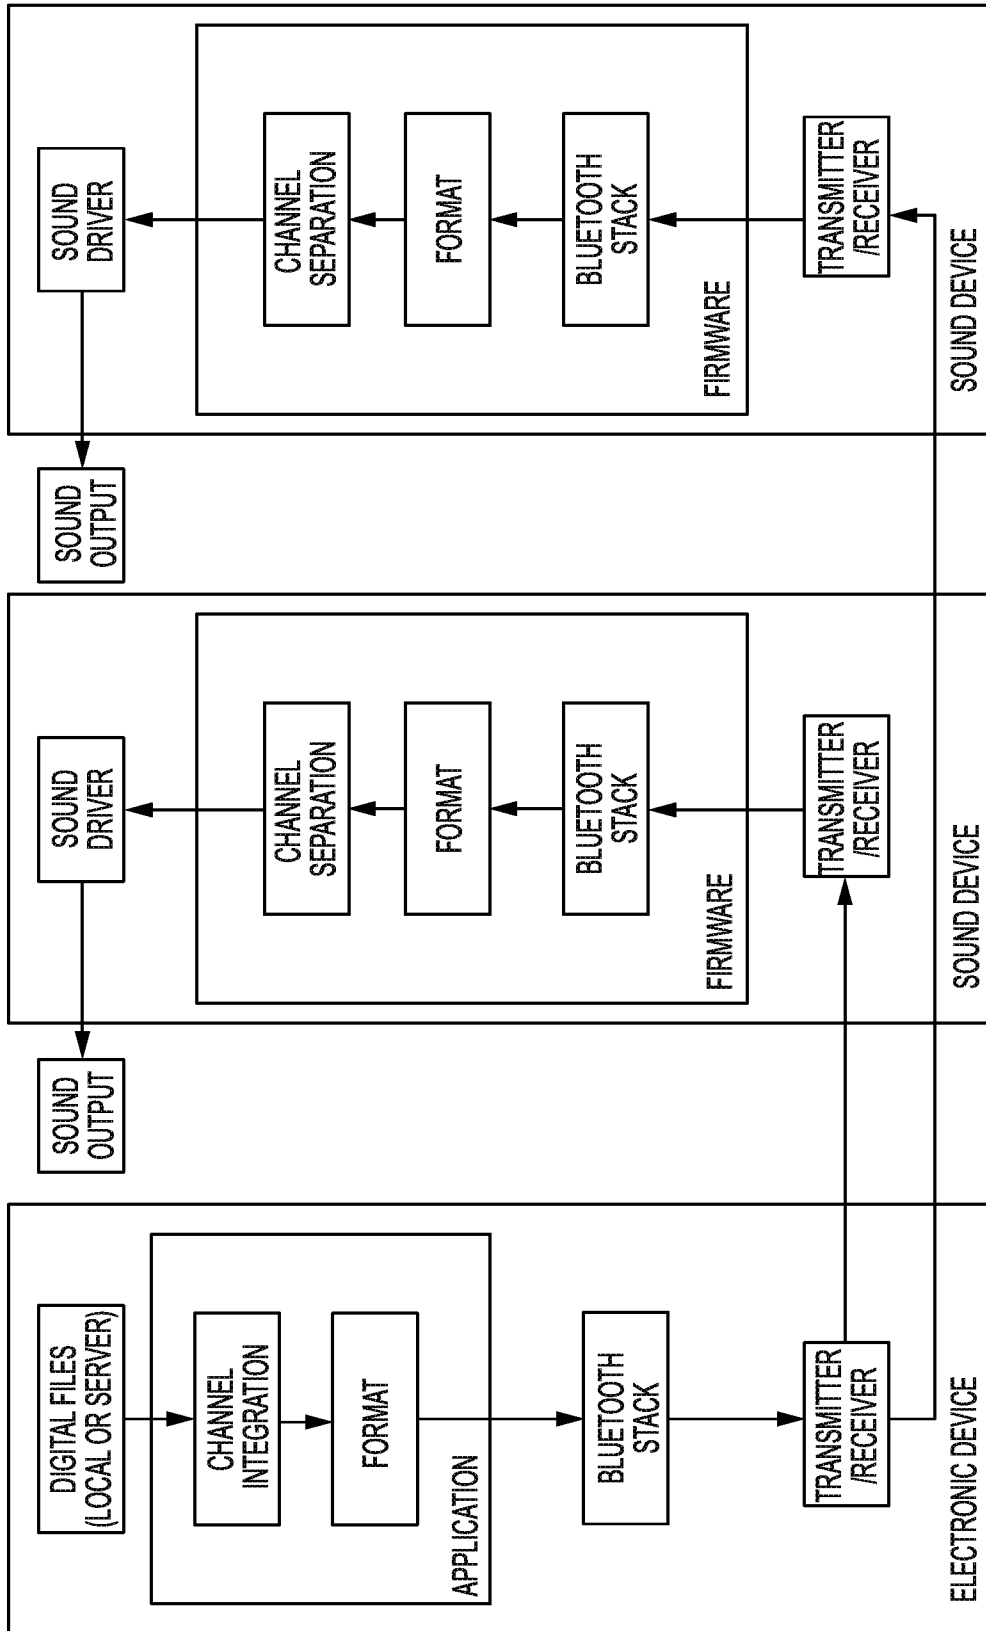 DIGITAL FILES
(LOCAL OR SERVER)
CHANNEL
INTEGRATION
FORMAT
APPLICATION
BLUETOOTH
STACK
TRANSMITTER
/RECEIVER
ELECTRONIC DEVICE
SOUND
OUTPUT
SOUND
DRIVER
CHANNEL
SEPARATION
FORMAT
BLUETOOTH
STACK
FIRMWARE
TRANSMITTER
/RECEIVER
SOUND DEVICE
SOUND
OUTPUT
SOUND
DRIVER
CHANNEL
SEPARATION
FORMAT
BLUETOOTH
STACK
FIRMWARE
TRANSMITTER
/RECEIVER
SOUND DEVICE